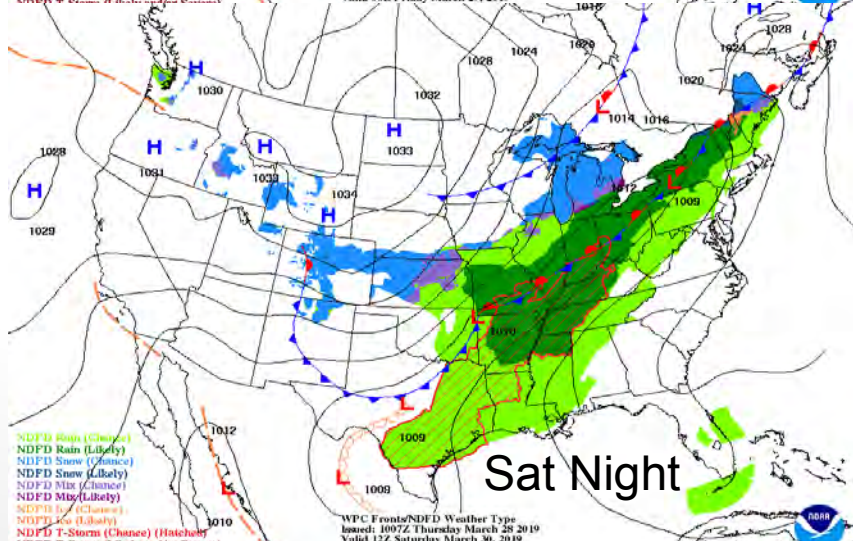 1016
1028
1024
1028
1024
1020
1020
1030
1032
1014
1016
1033
1028
1031
1033
1034
1012
1029
1009
1010
1012
1009
1008
1010
H
H
H
H
H
H
H
L
L
L
L
L
L
NDFD Rain (Chance)
NDFD Rain (Likely)
NDFD Snow (Chance)
NDFD Snow (Likely)
NDFD Mix (Chance)
NDFD Mix (Likely)
NDFD Ice (Chance)
NDFD Ice (Likely)
NDFD T-Storm (Chance) (Hatched)
Sat Night
WPC Fronts/NDFD Weather Type
Issued: 1007Z Thursday March 28 2019
Valid 12Z Saturday March 30, 2019
NOAA